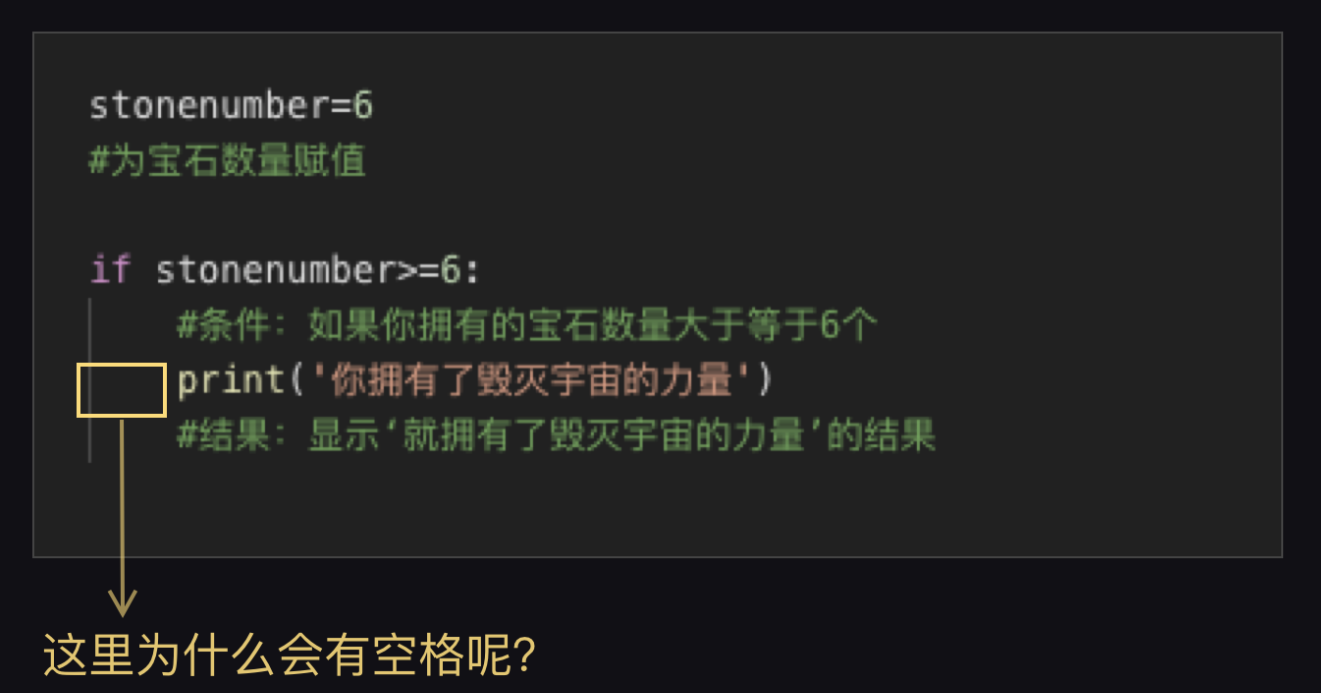 stonenumber=6
#为宝石数量赋值
if stonenumber>=6:
#条件：如果你拥有的宝石数量大于等于6个
print('你拥有了毁灭宇宙的力量')
#结果：显示‘就拥有了毁灭宇宙的力量’的结果
这里为什么会有空格呢?